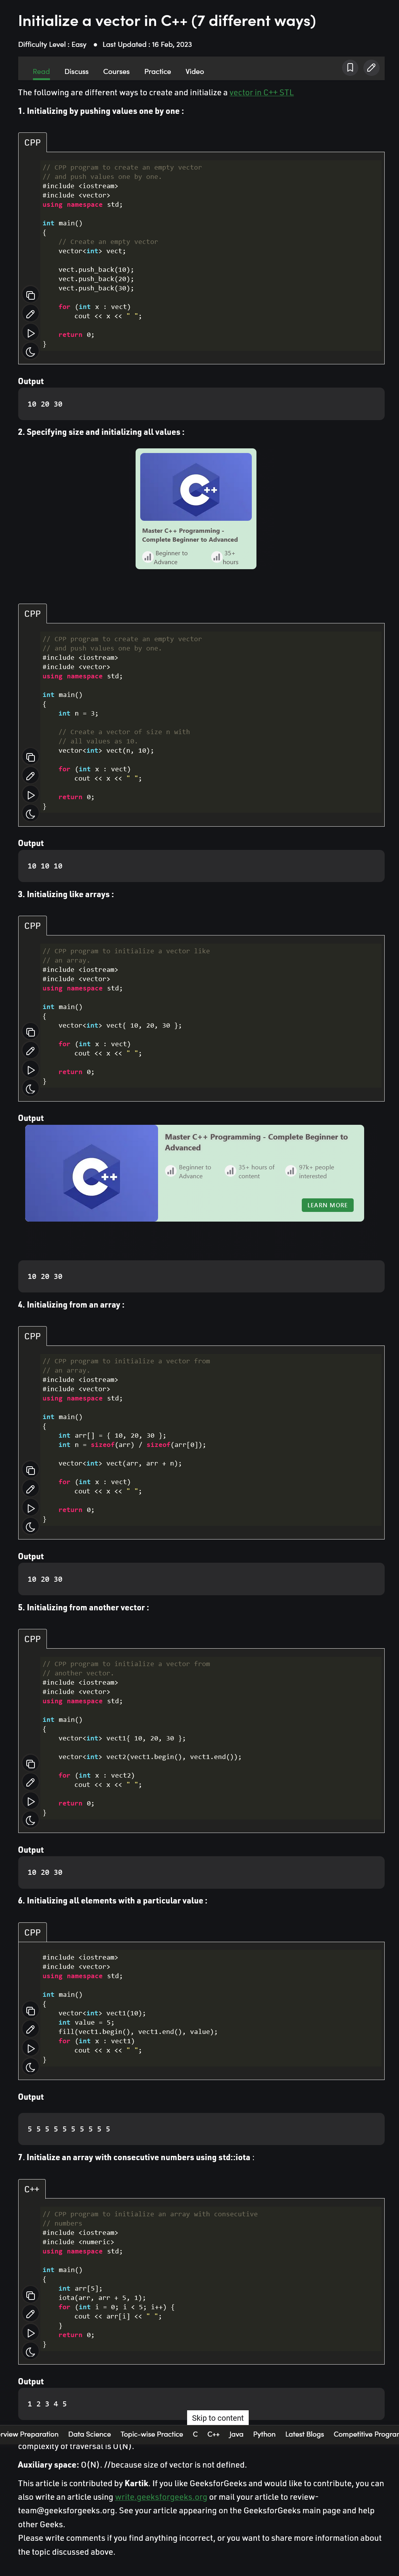 Initialize a vector in C++ (7 different ways)
Difficulty Level : Easy ● Last Updated : 16 Feb, 2023
Read Discuss Courses Practice Video
The following are different ways to create and initialize a vector in C++ STL
1. Initializing by pushing values one by one :
CPP
// CPP program to create an empty vector
// and push values one by one.
#include <iostream>
#include <vector>
using namespace std;
int main()
{
    // Create an empty vector
    vector<int> vect;
    vect.push_back(10);
    vect.push_back(20);
    vect.push_back(30);
    for (int x : vect)
        cout << x << " ";
    return 0;
}
Output
10 20 30
2. Specifying size and initializing all values :
C++
Master C++ Programming -
Complete Beginner to Advanced
Beginner to
Advance
35+
hours
CPP
// CPP program to create an empty vector
// and push values one by one.
#include <iostream>
#include <vector>
using namespace std;
int main()
{
    int n = 3;
    // Create a vector of size n with
    // all values as 10.
    vector<int> vect(n, 10);
    for (int x : vect)
        cout << x << " ";
    return 0;
}
Output
10 10 10
3. Initializing like arrays :
CPP
// CPP program to initialize a vector like
// an array.
#include <iostream>
#include <vector>
using namespace std;
int main()
{
    vector<int> vect{ 10, 20, 30 };
    for (int x : vect)
        cout << x << " ";
    return 0;
}
Output
C++
Master C++ Programming - Complete Beginner to
Advanced
Beginner to
Advance
35+ hours of
content
97k+ people
interested
LEARN MORE
10 20 30
4. Initializing from an array :
CPP
// CPP program to initialize a vector from
// an array.
#include <iostream>
#include <vector>
using namespace std;
int main()
{
    int arr[] = { 10, 20, 30 };
    int n = sizeof(arr) / sizeof(arr[0]);
    vector<int> vect(arr, arr + n);
    for (int x : vect)
        cout << x << " ";
    return 0;
}
Output
10 20 30
5. Initializing from another vector :
CPP
// CPP program to initialize a vector from
// another vector.
#include <iostream>
#include <vector>
using namespace std;
int main()
{
    vector<int> vect1{ 10, 20, 30 };
    vector<int> vect2(vect1.begin(), vect1.end());
    for (int x : vect2)
        cout << x << " ";
    return 0;
}
Output
10 20 30
6. Initializing all elements with a particular value :
CPP
#include <iostream>
#include <vector>
using namespace std;
int main()
{
    vector<int> vect1(10);
    int value = 5;
    fill(vect1.begin(), vect1.end(), value);
    for (int x : vect1)
        cout << x << " ";
}
Output
5 5 5 5 5 5 5 5 5 5
7. Initialize an array with consecutive numbers using std::iota :
C++
// CPP program to initialize an array with consecutive
// numbers
#include <iostream>
#include <numeric>
using namespace std;
int main()
{
    int arr[5];
    iota(arr, arr + 5, 1);
    for (int i = 0; i < 5; i++) {
        cout << arr[i] << " ";
    }
    return 0;
}
Output
1 2 3 4 5
Skip to content
rview Preparation Data Science Topic-wise Practice C C++ Java Python Latest Blogs Competitive Progran
complexity of traversal is O(N).
Auxiliary space: O(N). //because size of vector is not defined.
This article is contributed by Kartik. If you like GeeksforGeeks and would like to contribute, you can
also write an article using write.geeksforgeeks.org or mail your article to review-
team@geeksforgeeks.org. See your article appearing on the GeeksforGeeks main page and help
other Geeks.
Please write comments if you find anything incorrect, or you want to share more information about
the topic discussed above.